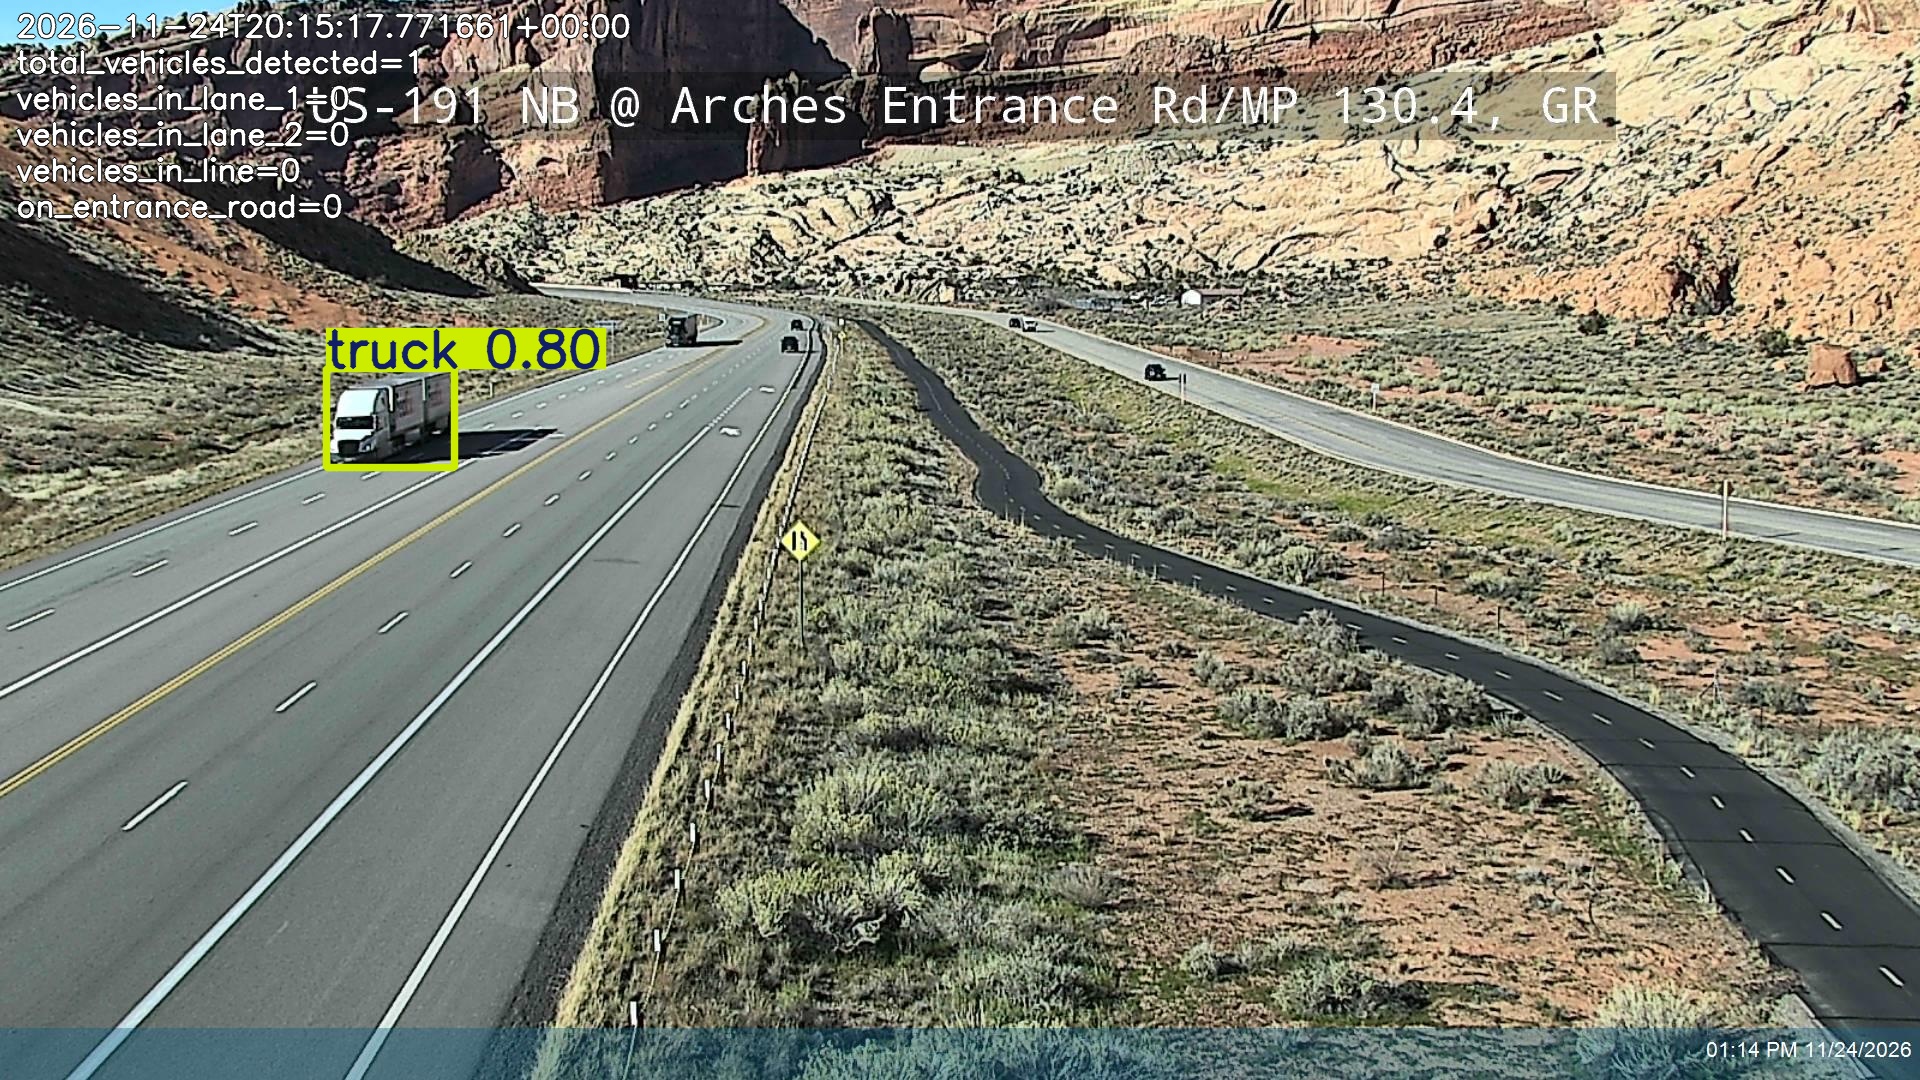 2026-11-24T20:15:17.771661+00:00
total_vehicles_detected=1
vehicles_in_lane_1=0
US-191 NB @ Arches Entrance Rd/MP 130.4, GR
vehicles_in_lane_2=0
vehicles_in_line=0
on_entrance_road=0
truck 0.80
01:14 PM 11/24/2026